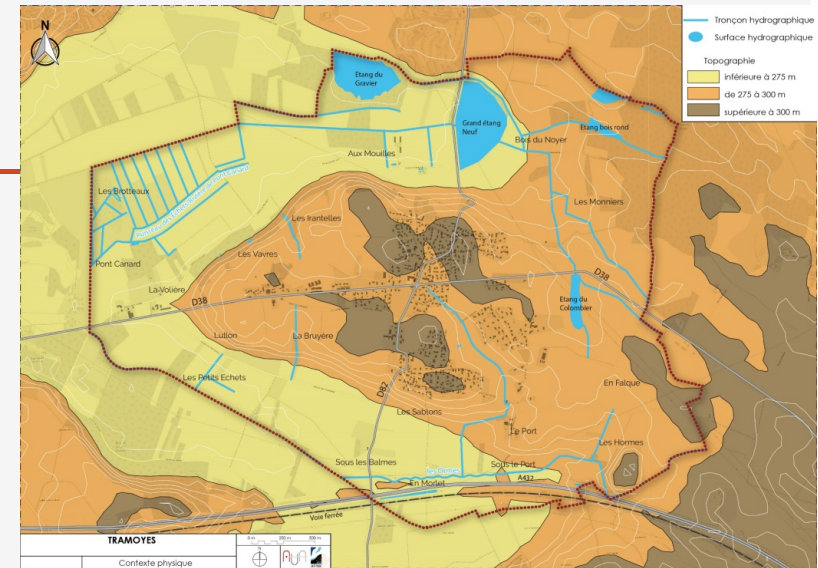 N
Tronçon hydrographique
Surface hydrographique
Topographie
inférieure à 275 m
de 275 à 300 m
supérieure à 300 m
Etang du
Gravier
Grand étang
Neuf
Etang bois rond
Bois du Noyer
Aux Mouilles
Les Brotteaux
Les Monniers
Les Irantelles
Les Vavres
Pont Canard
La Volière
D38
D38
Etang du
Colombier
Lullion
La Bruyère
Les Petits Echets
D82
En Falque
Les Sablons
Le Port
Les Hormes
Sous les Balmes
Sous le Port
En Morlet
A432
Voie ferrée
TRAMOYES
Contexte physique